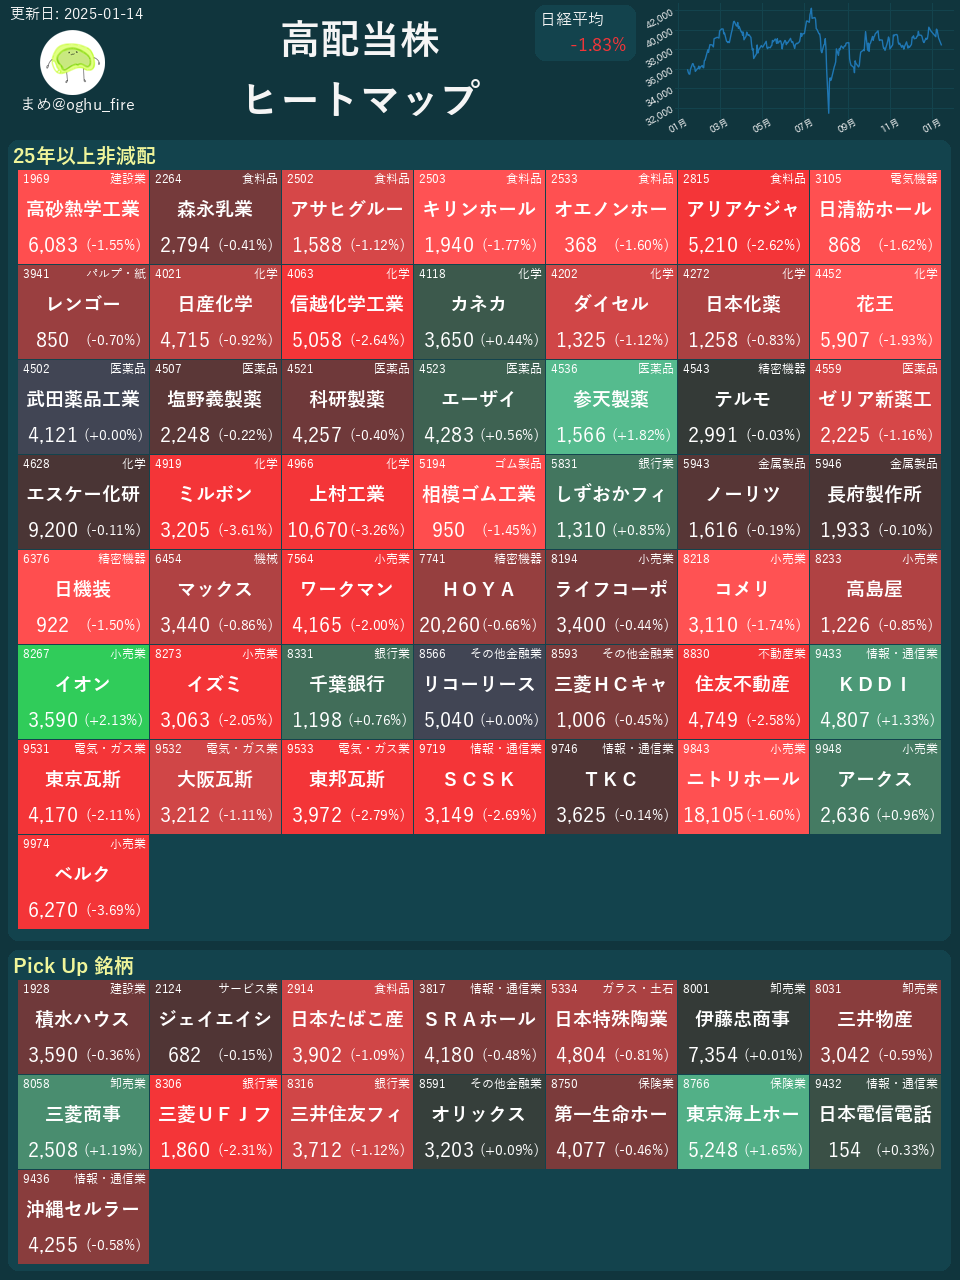 更新日: 2025-01-14
高配当株
ヒートマップ
まめ@oghu_fire
日経平均
-1.83%
42,000
40,000
38,000
36,000
34,000
32,000
01月 03月 05月 07月 09月 11月 01月
25年以上非減配
1969 建設業 2264 食料品 2502 食料品 2503 食料品 2533 食料品 2815 食料品 3105 電気機器
高砂熱学工業 森永乳業 アサヒグルー キリンホール オエノンホー アリアケジャ 日清紡ホール
6,083 (-1.55%) 2,794 (-0.41%) 1,588 (-1.12%) 1,940 (-1.77%) 368 (-1.60%) 5,210 (-2.62%) 868 (-1.62%)
3941 パルプ・紙 4021 化学 4063 化学 4118 化学 4202 化学 4272 化学 4452 化学
レンゴー 日産化学 信越化学工業 カネカ ダイセル 日本化薬 花王
850 (-0.70%) 4,715 (-0.92%) 5,058 (-2.64%) 3,650 (+0.44%) 1,325 (-1.12%) 1,258 (-0.83%) 5,907 (-1.93%)
4502 医薬品 4507 医薬品 4521 医薬品 4523 医薬品 4536 医薬品 4543 精密機器 4559 医薬品
武田薬品工業 塩野義製薬 科研製薬 エーザイ 参天製薬 テルモ ゼリア新薬工
4,121 (+0.00%) 2,248 (-0.22%) 4,257 (-0.40%) 4,283 (+0.56%) 1,566 (+1.82%) 2,991 (-0.03%) 2,225 (-1.16%)
4628 化学 4919 化学 4966 化学 5194 ゴム製品 5831 銀行業 5943 金属製品 5946 金属製品
エスケー化研 ミルボン 上村工業 相模ゴム工業 しずおかフィ ノーリツ 長府製作所
9,200 (-0.11%) 3,205 (-3.61%) 10,670 (-3.26%) 950 (-1.45%) 1,310 (+0.85%) 1,616 (-0.19%) 1,933 (-0.10%)
6376 精密機器 6454 機械 7564 小売業 7741 精密機器 8194 小売業 8218 小売業 8233 小売業
日機装 マックス ワークマン ＨＯＹＡ ライフコーポ コメリ 高島屋
922 (-1.50%) 3,440 (-0.86%) 4,165 (-2.00%) 20,260 (-0.66%) 3,400 (-0.44%) 3,110 (-1.74%) 1,226 (-0.85%)
8267 小売業 8273 小売業 8331 銀行業 8566 その他金融業 8593 その他金融業 8830 不動産業 9433 情報・通信業
イオン イズミ 千葉銀行 リコーリース 三菱ＨＣキャ 住友不動産 ＫＤＤＩ
3,590 (+2.13%) 3,063 (-2.05%) 1,198 (+0.76%) 5,040 (+0.00%) 1,006 (-0.45%) 4,749 (-2.58%) 4,807 (+1.33%)
9531 電気・ガス業 9532 電気・ガス業 9533 電気・ガス業 9719 情報・通信業 9746 情報・通信業 9843 小売業 9948 小売業
東京瓦斯 大阪瓦斯 東邦瓦斯 ＳＣＳＫ ＴＫＣ ニトリホール アークス
4,170 (-2.11%) 3,212 (-1.11%) 3,972 (-2.79%) 3,149 (-2.69%) 3,625 (-0.14%) 18,105 (-1.60%) 2,636 (+0.96%)
9974 小売業
ベルク
6,270 (-3.69%)
Pick Up 銘柄
1928 建設業 2124 サービス業 2914 食料品 3817 情報・通信業 5334 ガラス・土石 8001 卸売業 8031 卸売業
積水ハウス ジェイエイシ 日本たばこ産 ＳＲＡホール 日本特殊陶業 伊藤忠商事 三井物産
3,590 (-0.36%) 682 (-0.15%) 3,902 (-1.09%) 4,180 (-0.48%) 4,804 (-0.81%) 7,354 (+0.01%) 3,042 (-0.59%)
8058 卸売業 8306 銀行業 8316 銀行業 8591 その他金融業 8750 保険業 8766 保険業 9432 情報・通信業
三菱商事 三菱ＵＦＪフ 三井住友フィ オリックス 第一生命ホー 東京海上ホー 日本電信電話
2,508 (+1.19%) 1,860 (-2.31%) 3,712 (-1.12%) 3,203 (+0.09%) 4,077 (-0.46%) 5,248 (+1.65%) 154 (+0.33%)
9436 情報・通信業
沖縄セルラー
4,255 (-0.58%)